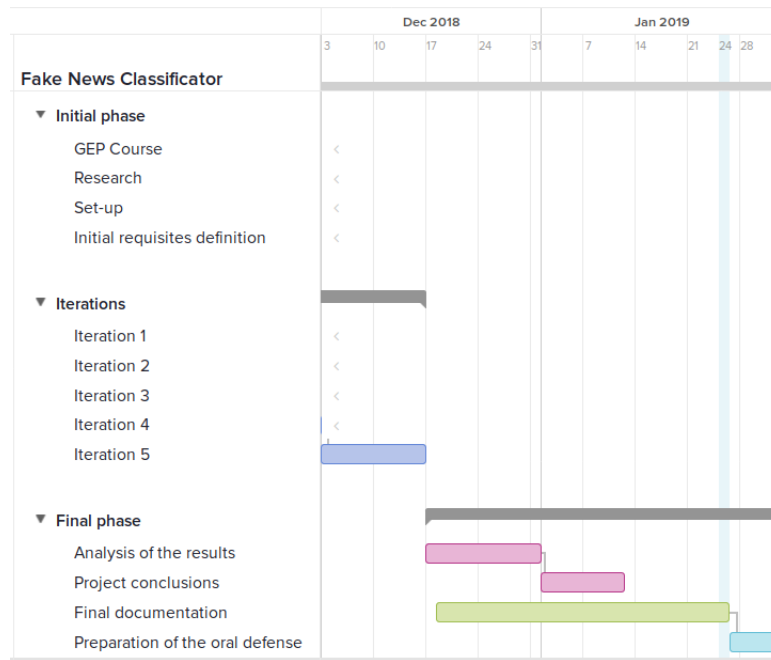 Dec 2018 Jan 2019
3 10 17 24 31 7 14 21 24 28
Fake News Classificator
Initial phase
GEP Course
Research
Set-up
Initial requisites definition
Iterations
Iteration 1
Iteration 2
Iteration 3
Iteration 4
Iteration 5
Final phase
Analysis of the results
Project conclusions
Final documentation
Preparation of the oral defense